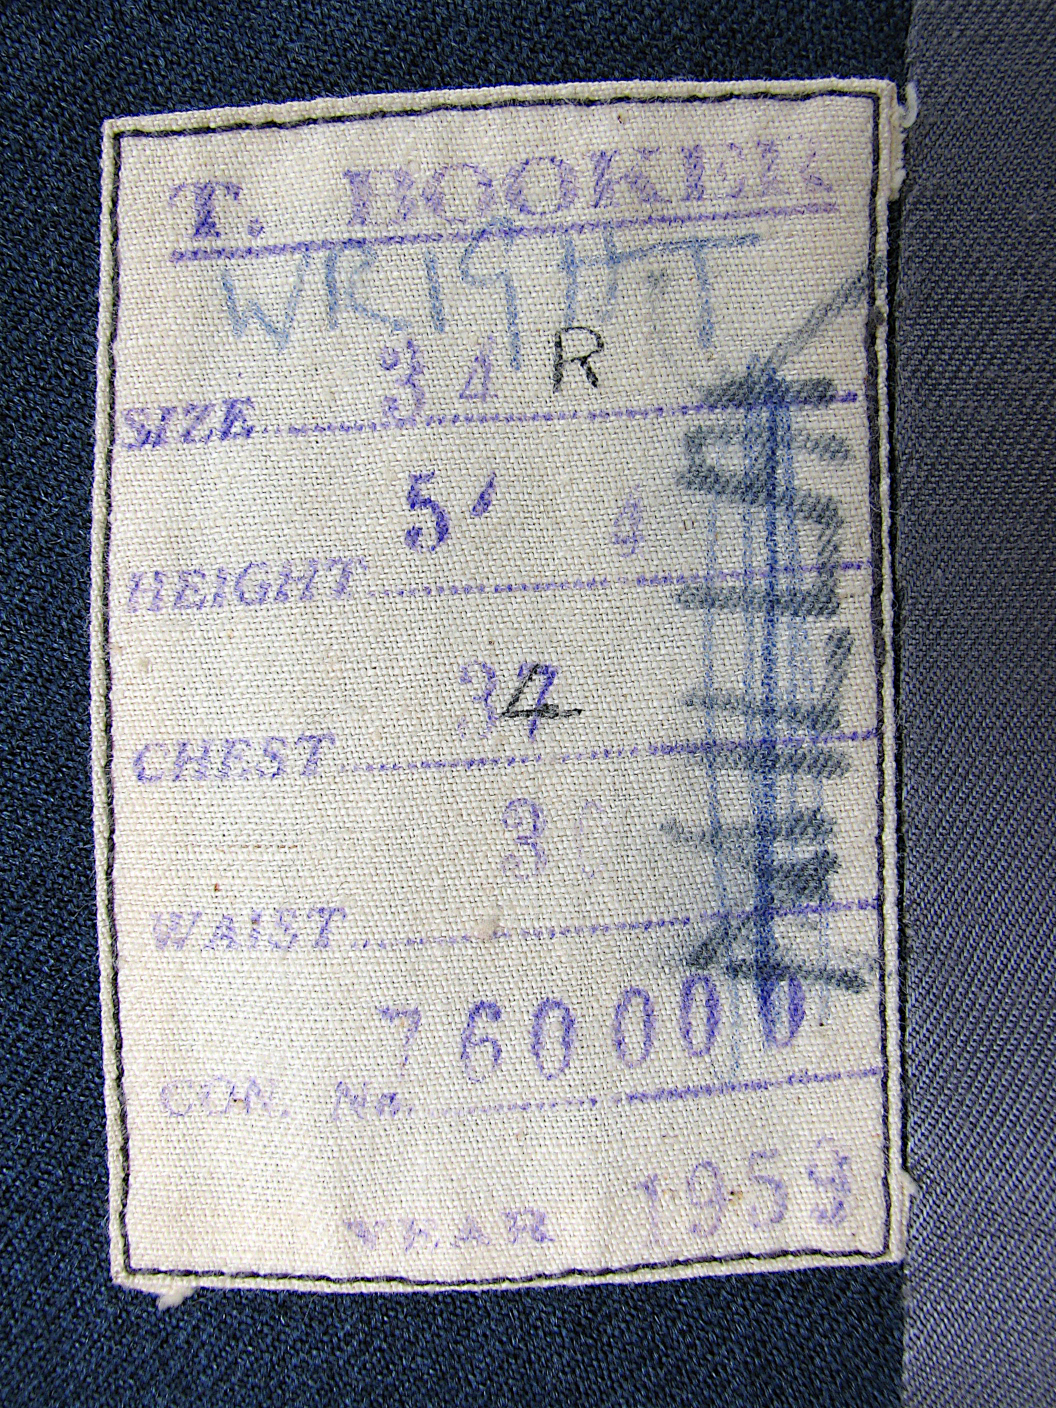 T. BOOKER
WRIGHT
SIZE 34 R
HEIGHT 5' 4
CHEST 34
WAIST 30
CON. No. 760000
YEAR 1959